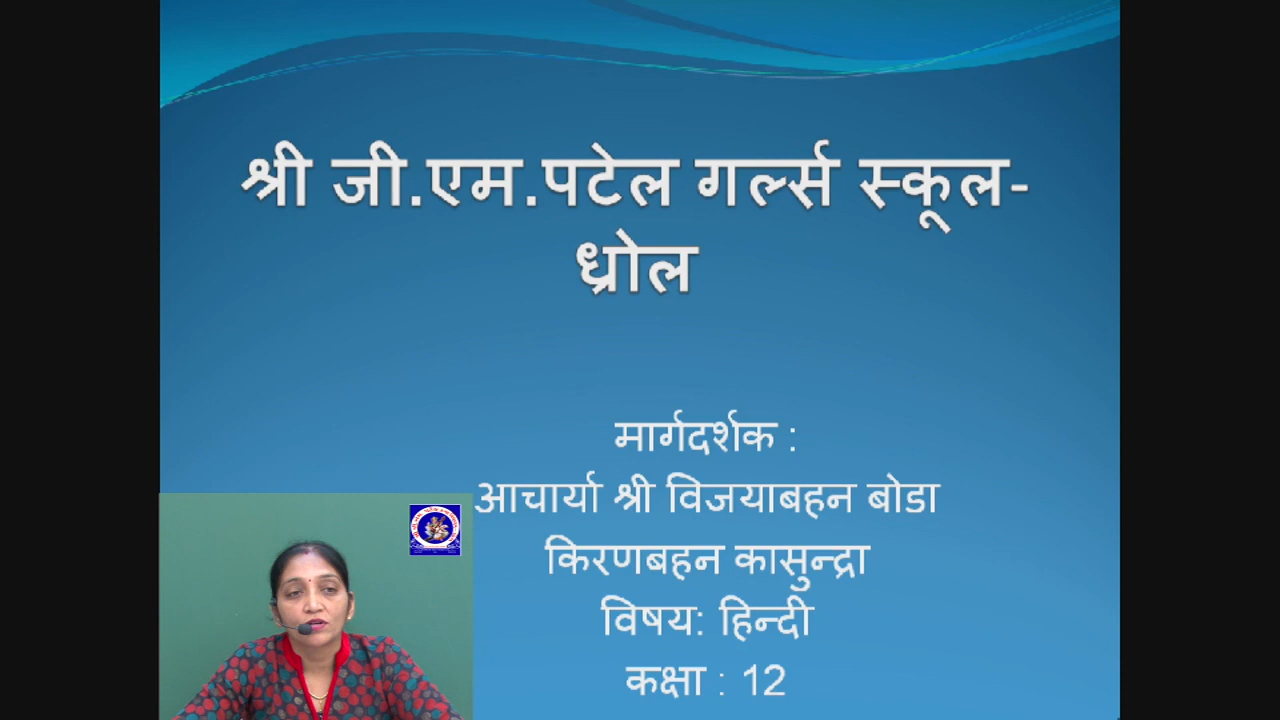 श्री जी.एम.पटेल गर्ल्स स्कूल-
ध्रोल
मार्गदर्शक :
आचार्या श्री विजयाबहन बोडा
किरणबहन कासुन्द्रा
विषय: हिन्दी
कक्षा : 12